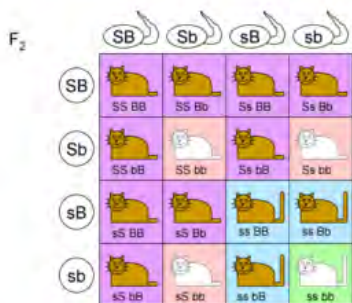 F2
SB Sb sB sb
SB
SS BB SS Bb Ss BB Ss Bb
Sb
SS bB SS bb Ss bB Ss bb
sB
sS BB sS Bb ss BB ss Bb
sb
sS bB sS bb ss bB ss bb